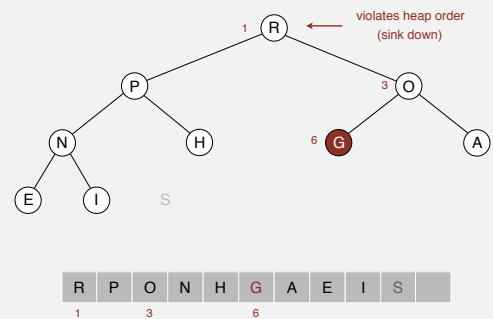 violates heap order
(sink down)
1 R
P
3 O
N
H
6 G
A
E
I
S
R P O N H G A E I S
1 3 6